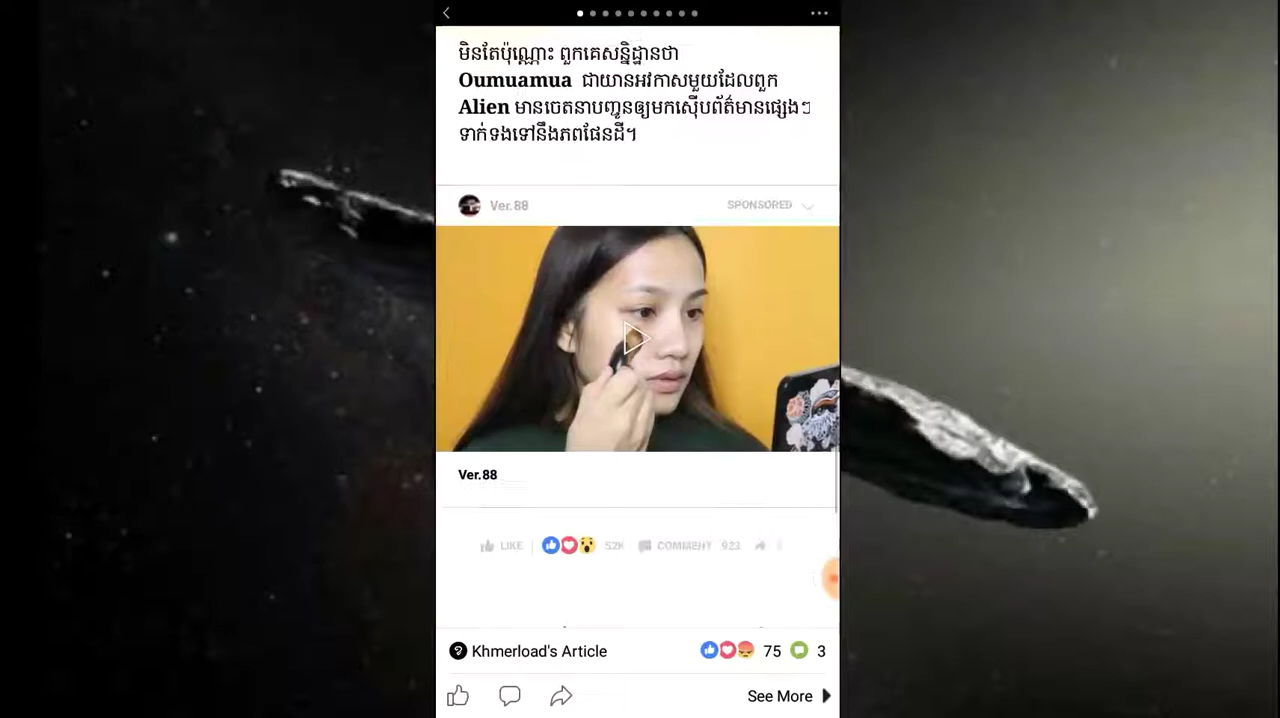 មិនតែប៉ុណ្ណោះ ពួកគេសន្និដ្ឋានថា
Oumuamua ជាយានអវកាសមួយដែលពួក
Alien មានចេតនាបញ្ជូនឲ្យមកស៊ើបព័ត៌មានផ្សេងៗ
ទាក់ទងទៅនឹងភពផែនដី។
Ver.88 SPONSORED
Ver.88
LIKE 52K COMMENT 923
Khmerload's Article 75 3
See More